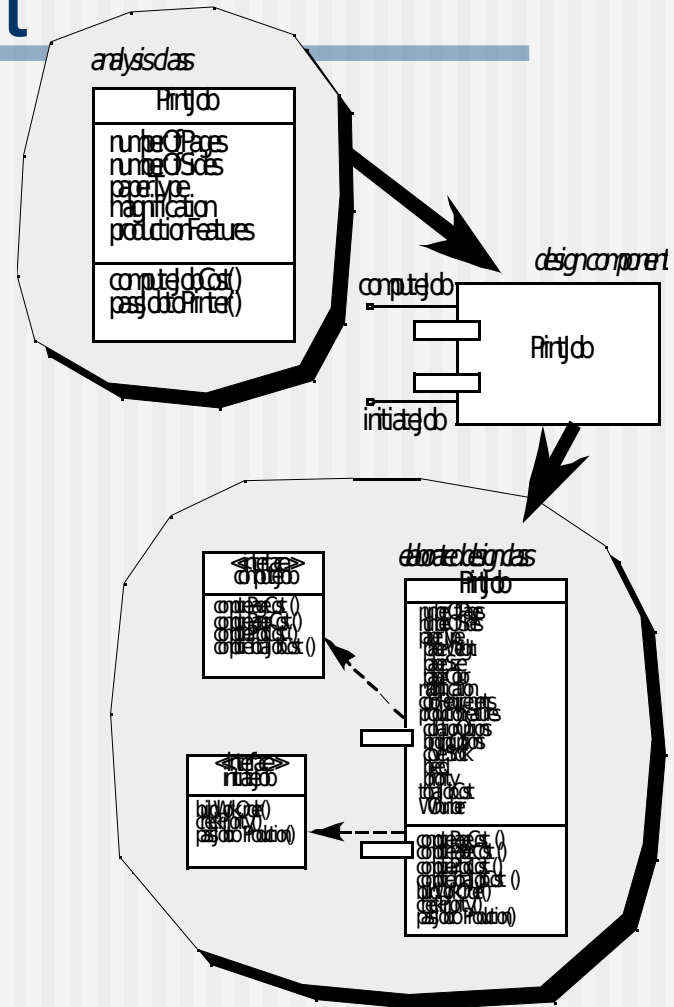 t
analysis class
PrintJob
numberOfPages
numberOfSides
paperType
magnification
productionFeatures
computeJobCost()
passJobtoPrinter()
design component
computeJob
PrintJob
initiateJob
elaborated design class
PrintJob
<<interface>>
computeJob
computePageCost ()
computePaperCost ()
computeProdCost ()
computeTotalJobCost ()
numberOfPages
numberOfSides
paperType
paperWeight
paperSize
paperColor
magnification
colorRequirements
productionFeatures
collationOptions
bindingOptions
coverStock
bleed
priority
totalJobCost
WOnumber
<<interface>>
initiateJob
buildWorkOrder()
checkPriority()
passJobto Production()
computePageCost ()
computePaperCost ()
computeProdCost ()
computeTotalJobCost ()
buildWorkOrder()
checkPriority()
passJobto Production()